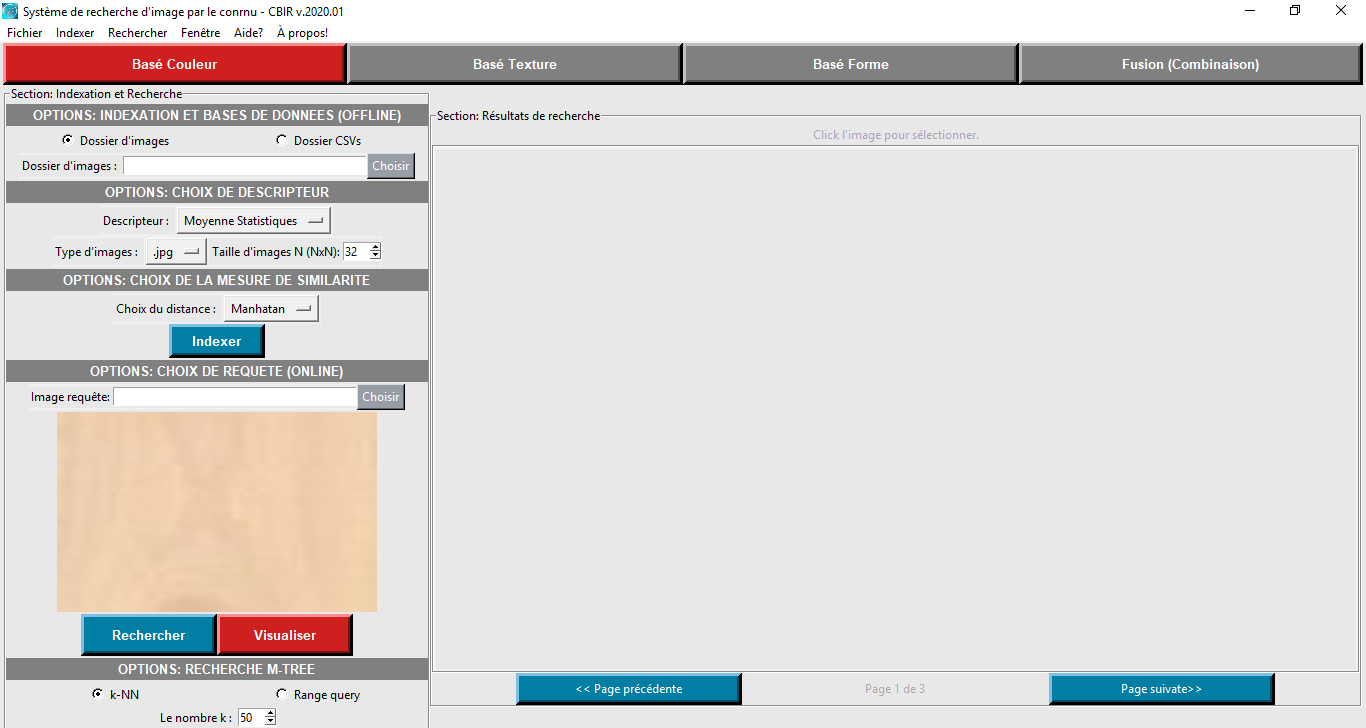 Système de recherche d'image par le conrnu - CBIR v.2020.01
Fichier Indexer Rechercher Fenêtre Aide? À propos!
Basé Couleur Basé Texture Basé Forme Fusion (Combinaison)
Section: Indexation et Recherche
OPTIONS: INDEXATION ET BASES DE DONNEES (OFFLINE)
Dossier d'images Dossier CSVs
Dossier d'images : Choisir
OPTIONS: CHOIX DE DESCRIPTEUR
Descripteur : Moyenne Statistiques
Type d'images : .jpg Taille d'images N (NxN): 32
OPTIONS: CHOIX DE LA MESURE DE SIMILARITE
Choix du distance : Manhatan
Indexer
OPTIONS: CHOIX DE REQUETE (ONLINE)
Image requête: Choisir
Rechercher Visualiser
OPTIONS: RECHERCHE M-TREE
k-NN Range query
Le nombre k : 50
Section: Résultats de recherche
Click l'image pour sélectionner.
<< Page précédente Page 1 de 3 Page suivate>>